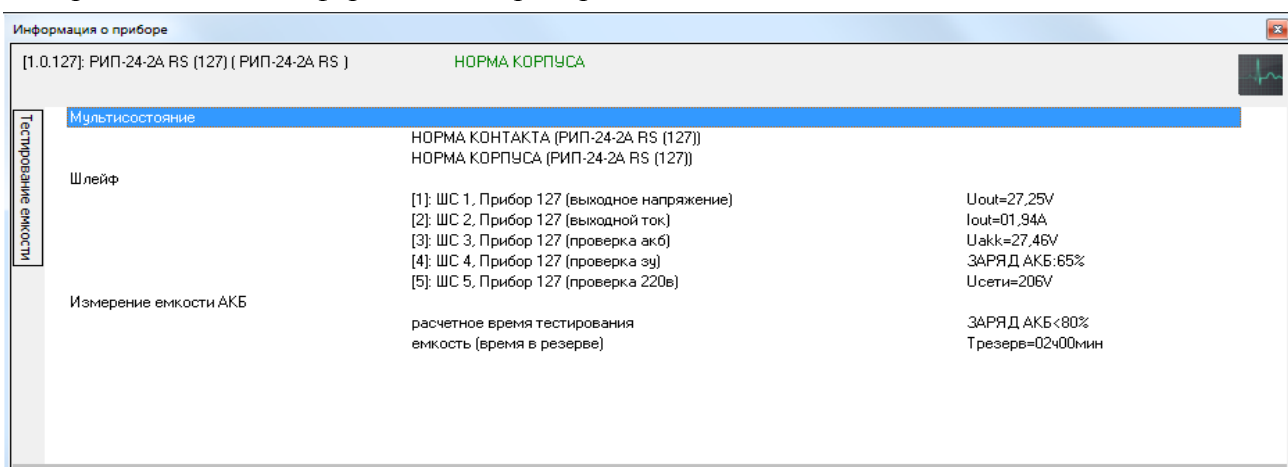 Информация о приборе
[1.0.127]: РИП-24-2А RS (127) ( РИП-24-2А RS ) НОРМА КОРПУСА
Тестирование емкости
Мультисостояние
НОРМА КОНТАКТА (РИП-24-2А RS (127))
НОРМА КОРПУСА (РИП-24-2А RS (127))
Шлейф
[1]: ШС 1, Прибор 127 (выходное напряжение) Uout=27,25V
[2]: ШС 2, Прибор 127 (выходной ток) Iout=01,94A
[3]: ШС 3, Прибор 127 (проверка акб) Uakk=27,46V
[4]: ШС 4, Прибор 127 (проверка зу) ЗАРЯД АКБ:65%
[5]: ШС 5, Прибор 127 (проверка 220в) Uсети=206V
Измерение емкости АКБ
расчетное время тестирования ЗАРЯД АКБ<80%
емкость (время в резерве) Tрезерв=02ч00мин